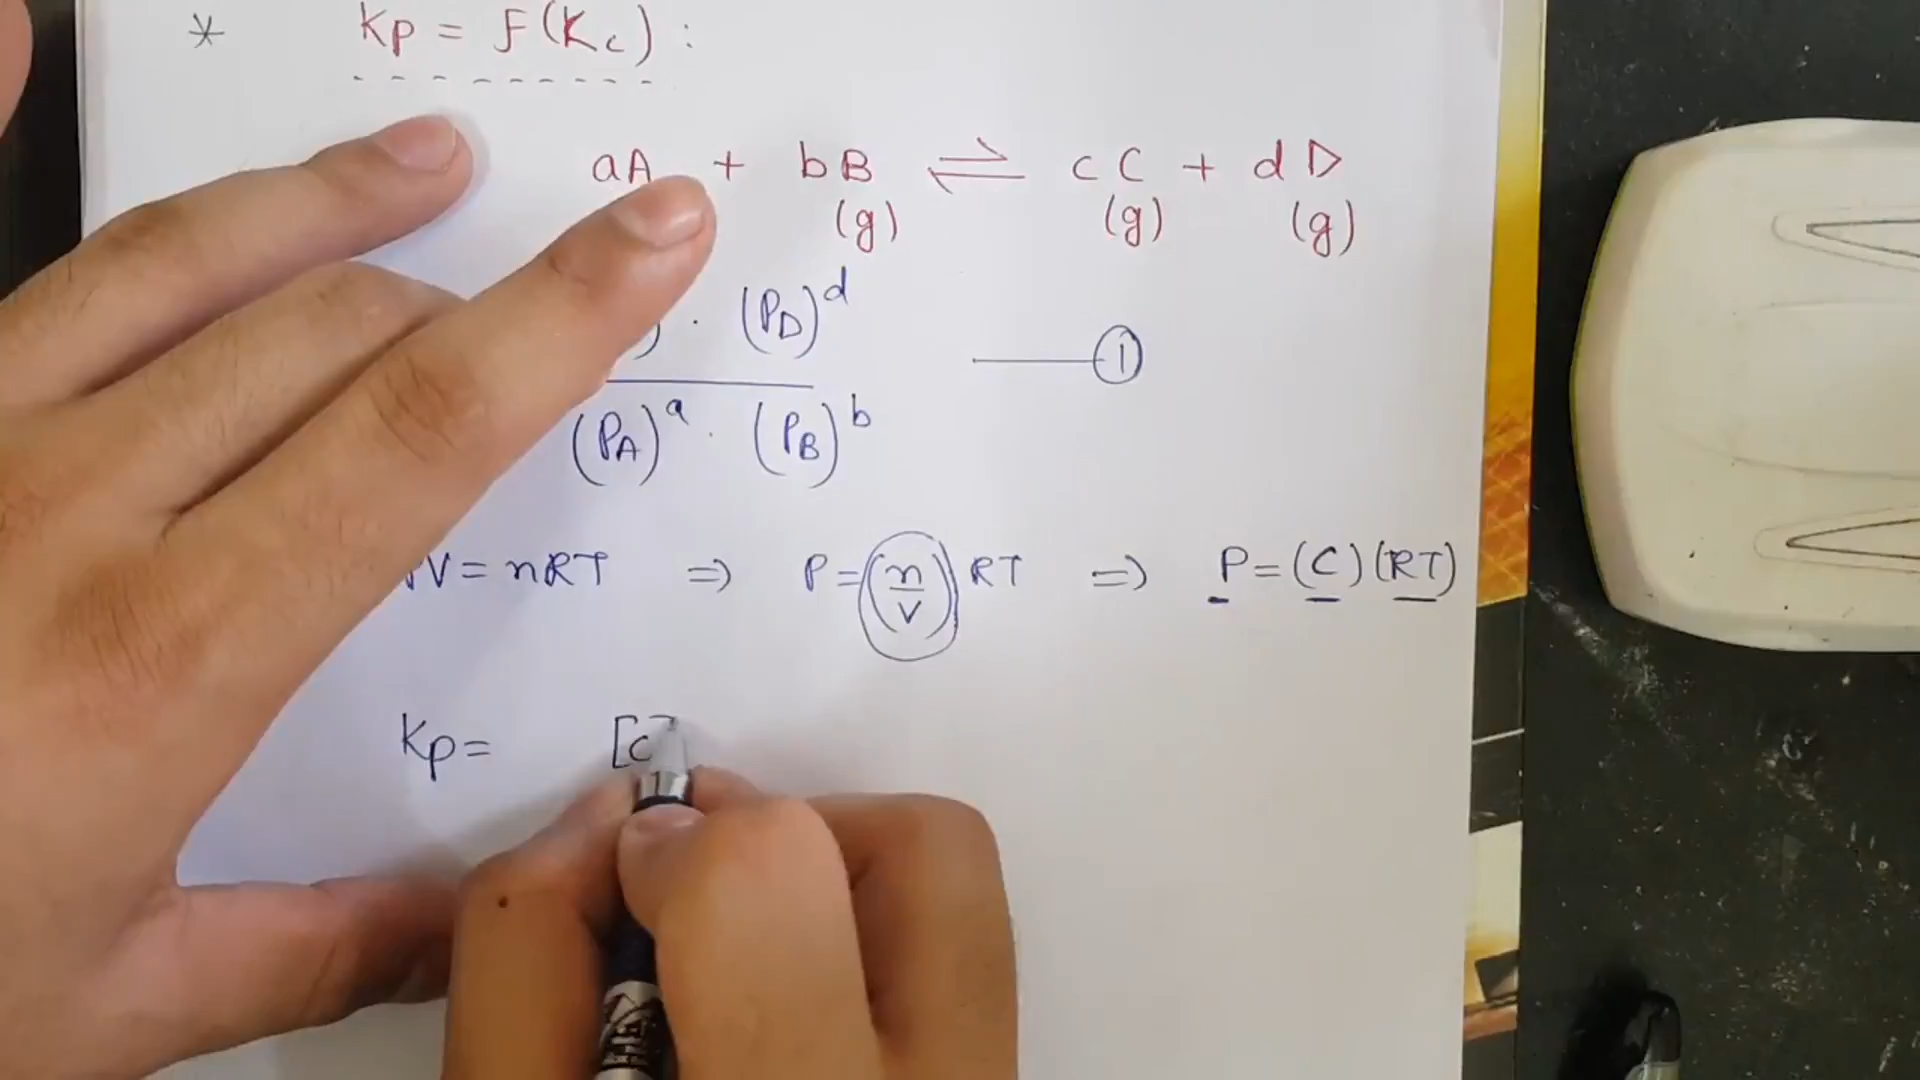 * Kp = F(Kc) :
aA + bB ⇌ cC + dD
(g) (g) (g)
) . (PD)^d
——— ①
(PA)^a . (PB)^b
V = nRT ⇒ P = (n/V) RT ⇒ P = (C) (RT)
Kp = [C]